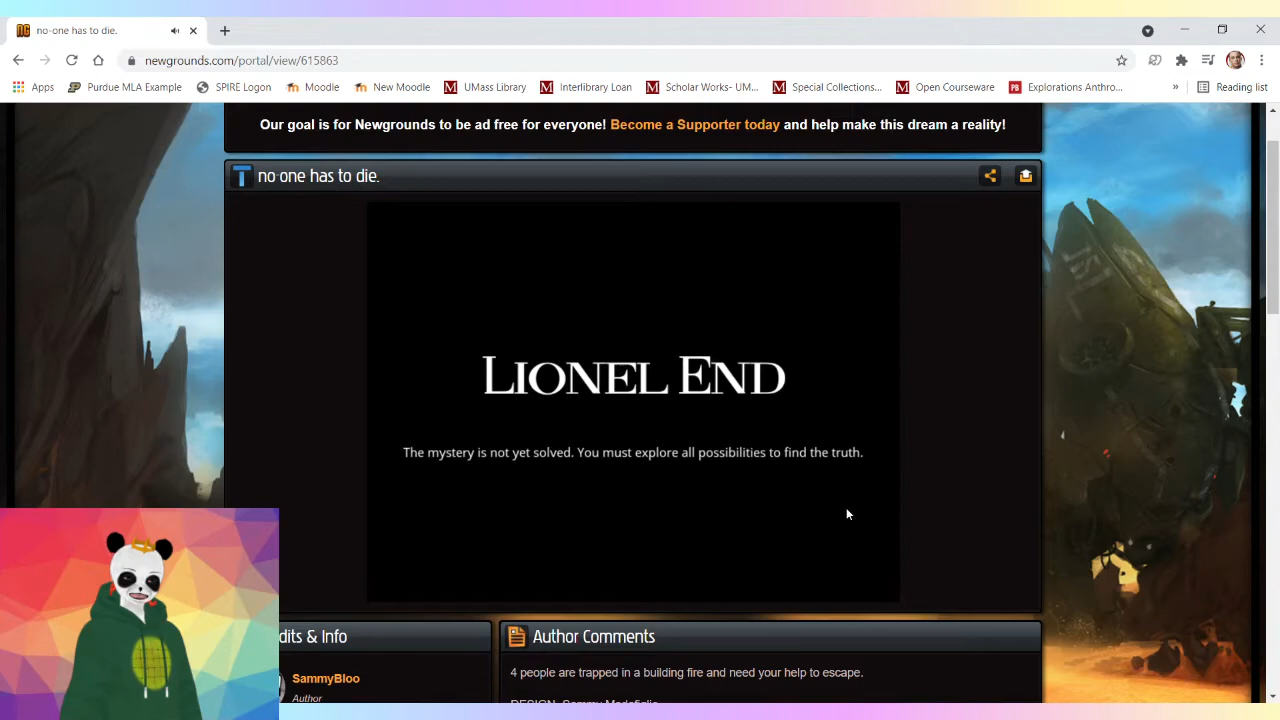 no-one has to die.
newgrounds.com/portal/view/615863
Apps
Purdue MLA Example
SPIRE Logon
Moodle
New Moodle
UMass Library
Interlibrary Loan
Scholar Work- UM...
Special Collections...
Open Courseware
Explorations Anthro...
»
Reading list
Our goal is for Newgrounds to be ad free for everyone! Become a Supporter today and help make this dream a reality!
T no-one has to die.
LIONEL END
The mystery is not yet solved. You must explore all possibilities to find the truth.
dits & Info
SammyBloo
Author
Author Comments
4 people are trapped in a building fire and need your help to escape.